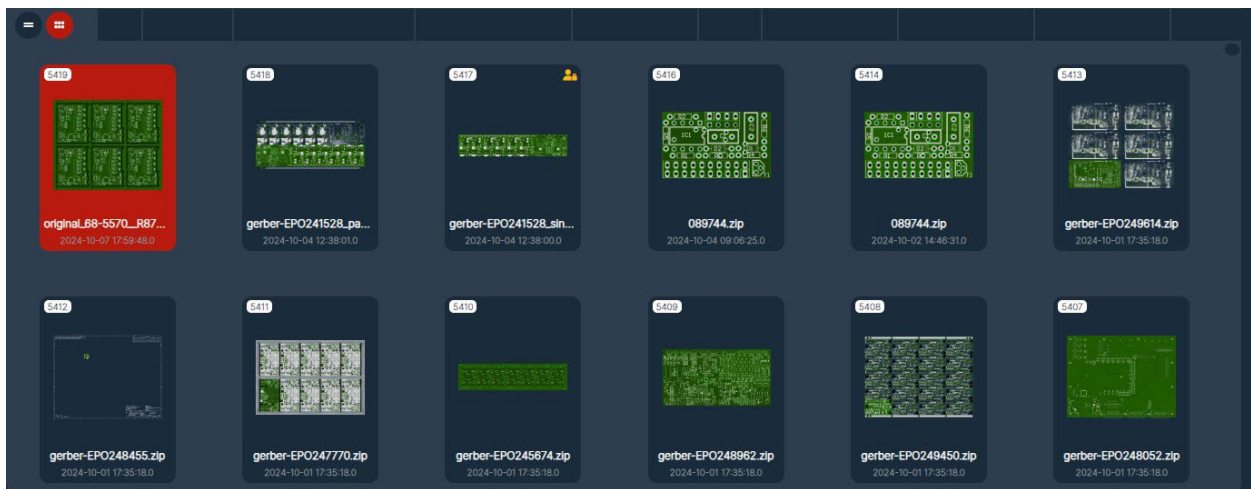 5419
original_68-5570__R87...
2024-10-07 17:59:48.0
5418
gerber-EPO241528_pa...
2024-10-04 12:38:01.0
5417
gerber-EPO241528_sin...
2024-10-04 12:38:00.0
5416
089744.zip
2024-10-04 09:06:25.0
5414
089744.zip
2024-10-02 14:46:31.0
5413
gerber-EPO249614.zip
2024-10-01 17:35:18.0
5412
gerber-EPO248455.zip
2024-10-01 17:35:18.0
5411
gerber-EPO247770.zip
2024-10-01 17:35:18.0
5410
gerber-EPO245674.zip
2024-10-01 17:35:18.0
5409
gerber-EPO248962.zip
2024-10-01 17:35:18.0
5408
gerber-EPO249450.zip
2024-10-01 17:35:18.0
5407
gerber-EPO248052.zip
2024-10-01 17:35:18.0